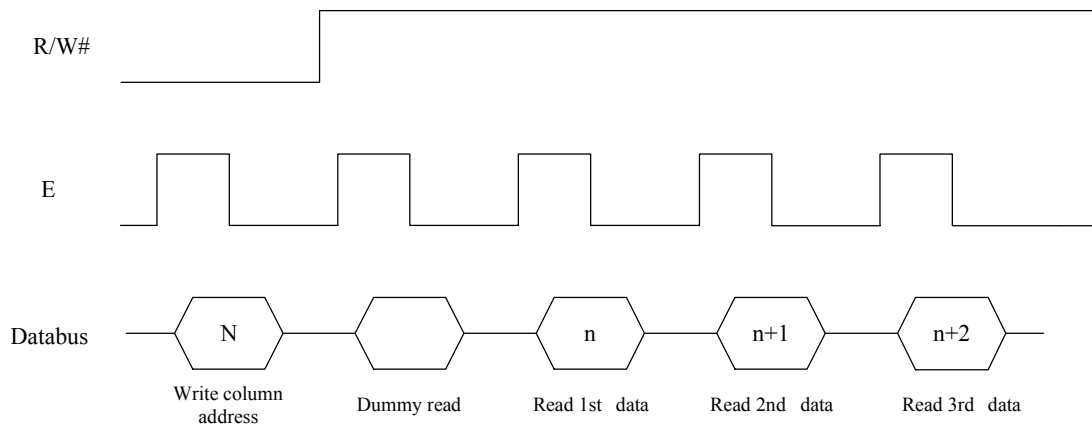 R/W#
E
Databus
N
n
n+1
n+2
Write column
address
Dummy read
Read 1st data
Read 2nd data
Read 3rd data